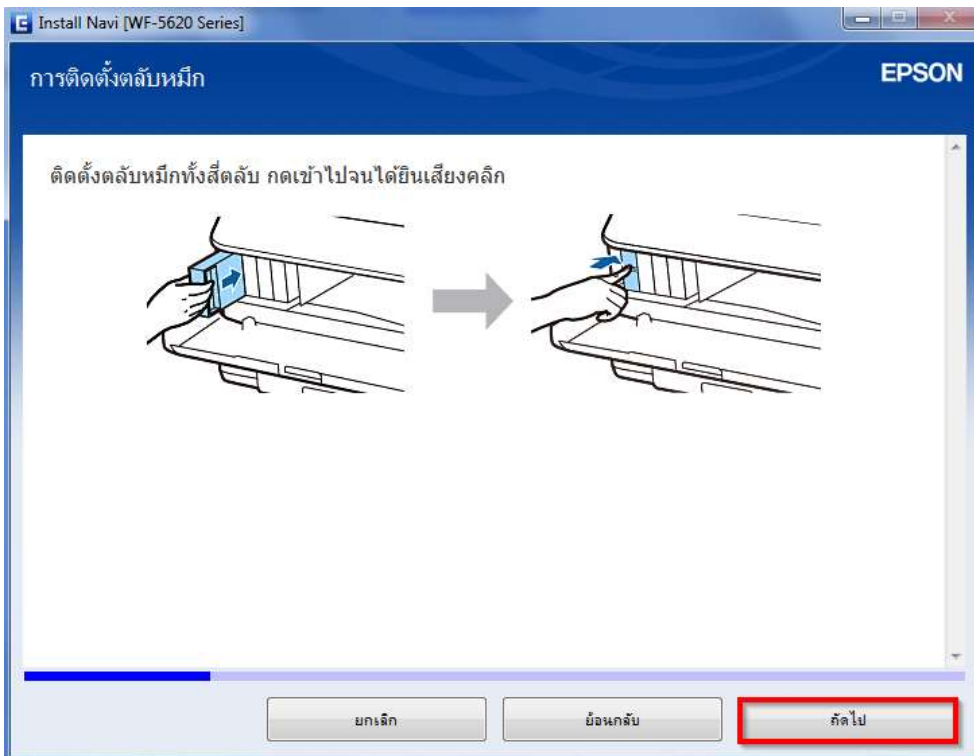 Install Navi [WF-5620 Series]
การติดตั้งตลับหมึก
EPSON
ติดตั้งตลับหมึกทั้งสี่ตลับ กดเข้าไปจนได้ยินเสียงคลิก
ยกเลิก
ย้อนกลับ
ถัดไป